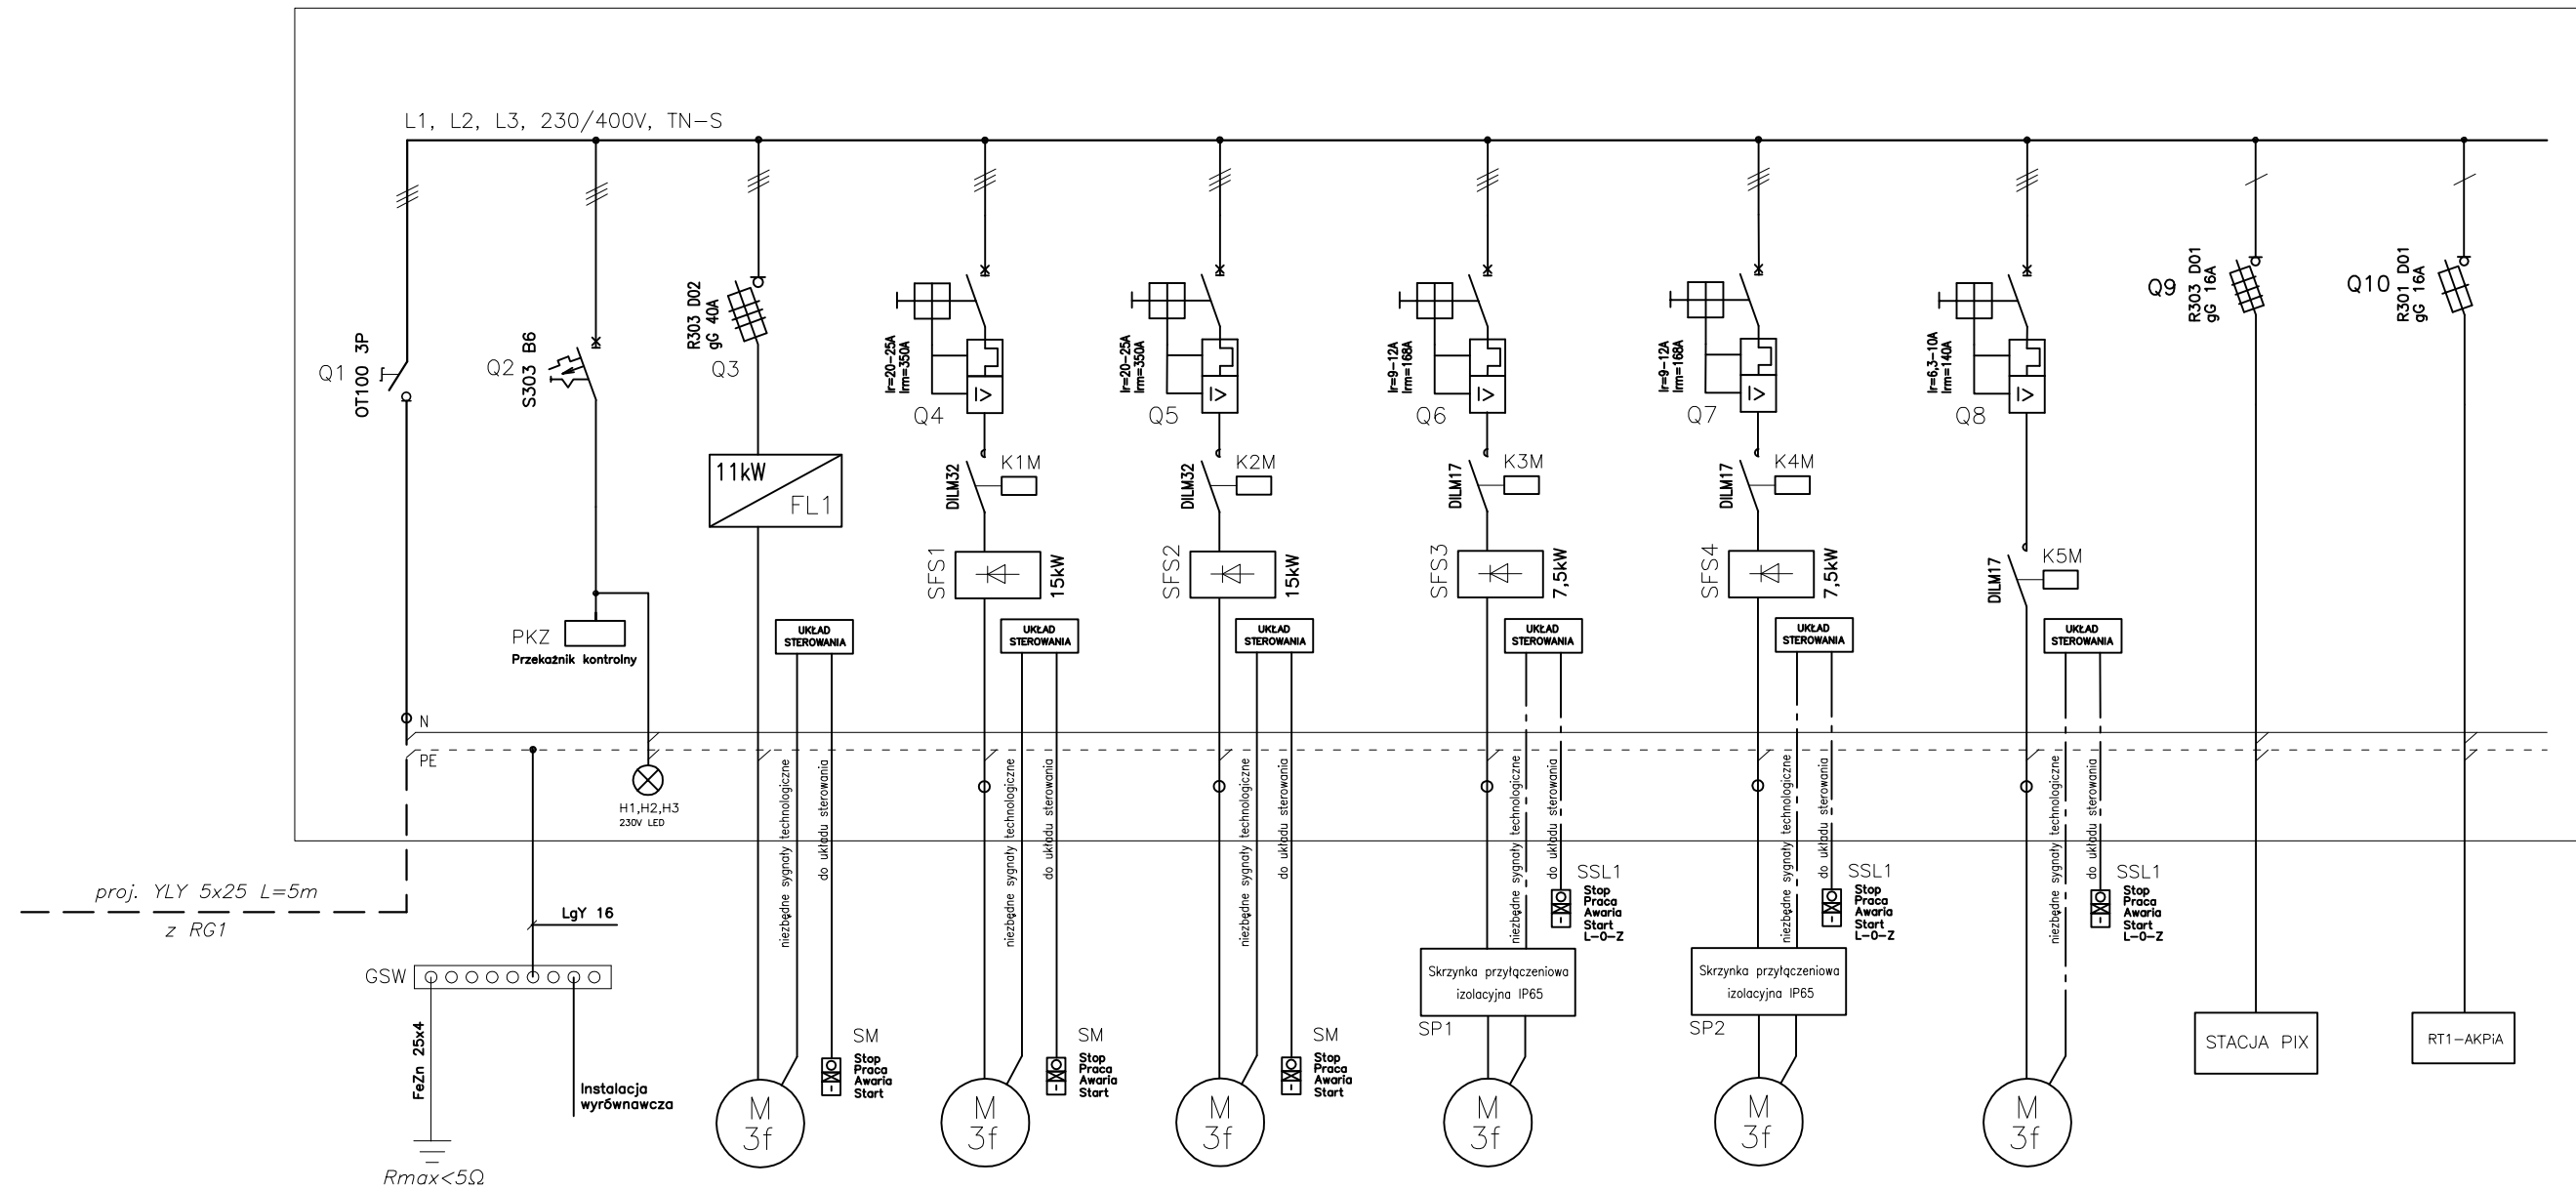 L1, L2, L3, 230/400V, TN-S
Q1
OT100 3P
Q2
S303 B6
PKZ
Przekaźnik kontrolny
H1,H2,H3
230V LED
N
PE
proj. YLY 5x25 L=5m
z RG1
LgY 16
GSW
FeZn 25x4
Instalacja
wyrównawcza
Rmax<5Ω
R303 D02
gG 40A
Q3
11kW
FL1
UKŁAD
STEROWANIA
niezbędne sygnały technologiczne
do układu sterowania
SM
Stop
Praca
Awaria
Start
M
3f
Ir=20-25A
Irm=350A
Q4
DILM32
K1M
SFS1
15kW
UKŁAD
STEROWANIA
niezbędne sygnały technologiczne
do układu sterowania
SM
Stop
Praca
Awaria
Start
M
3f
Ir=20-25A
Irm=350A
Q5
DILM32
K2M
SFS2
15kW
UKŁAD
STEROWANIA
niezbędne sygnały technologiczne
do układu sterowania
SM
Stop
Praca
Awaria
Start
M
3f
Ir=9-12A
Irm=168A
Q6
DILM17
K3M
SFS3
7,5kW
UKŁAD
STEROWANIA
niezbędne sygnały technologiczne
do układu sterowania
SSL1
Stop
Praca
Awaria
Start
L-O-Z
Skrzynka przyłączeniowa
izolacyjna IP65
SP1
M
3f
Ir=9-12A
Irm=168A
Q7
DILM17
K4M
SFS4
7,5kW
UKŁAD
STEROWANIA
niezbędne sygnały technologiczne
do układu sterowania
SSL1
Stop
Praca
Awaria
Start
L-O-Z
Skrzynka przyłączeniowa
izolacyjna IP65
SP2
M
3f
Ir=6,3-10A
Irm=140A
Q8
DILM17
K5M
UKŁAD
STEROWANIA
niezbędne sygnały technologiczne
do układu sterowania
SSL1
Stop
Praca
Awaria
Start
L-O-Z
M
3f
Q9
R303 D01
gG 16A
STACJA PIX
Q10
R301 D01
gG 16A
RT1-AKPiA